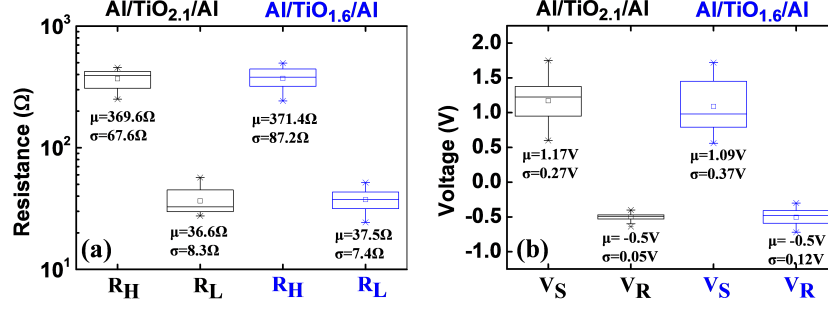 Al/TiO2.1/Al Al/TiO1.6/Al
Resistance (Ω)
10³
10²
10¹
μ=369.6Ω
σ=67.6Ω
μ=36.6Ω
σ=8.3Ω
μ=371.4Ω
σ=87.2Ω
μ=37.5Ω
σ=7.4Ω
(a)
RH RL RH RL
Al/TiO2.1/Al Al/TiO1.6/Al
Voltage (V)
2.0
1.5
1.0
0.5
0.0
-0.5
-1.0
μ=1.17V
σ=0.27V
μ= -0.5V
σ=0.05V
μ=1.09V
σ=0.37V
μ= -0.5V
σ=0.12V
(b)
VS VR VS VR